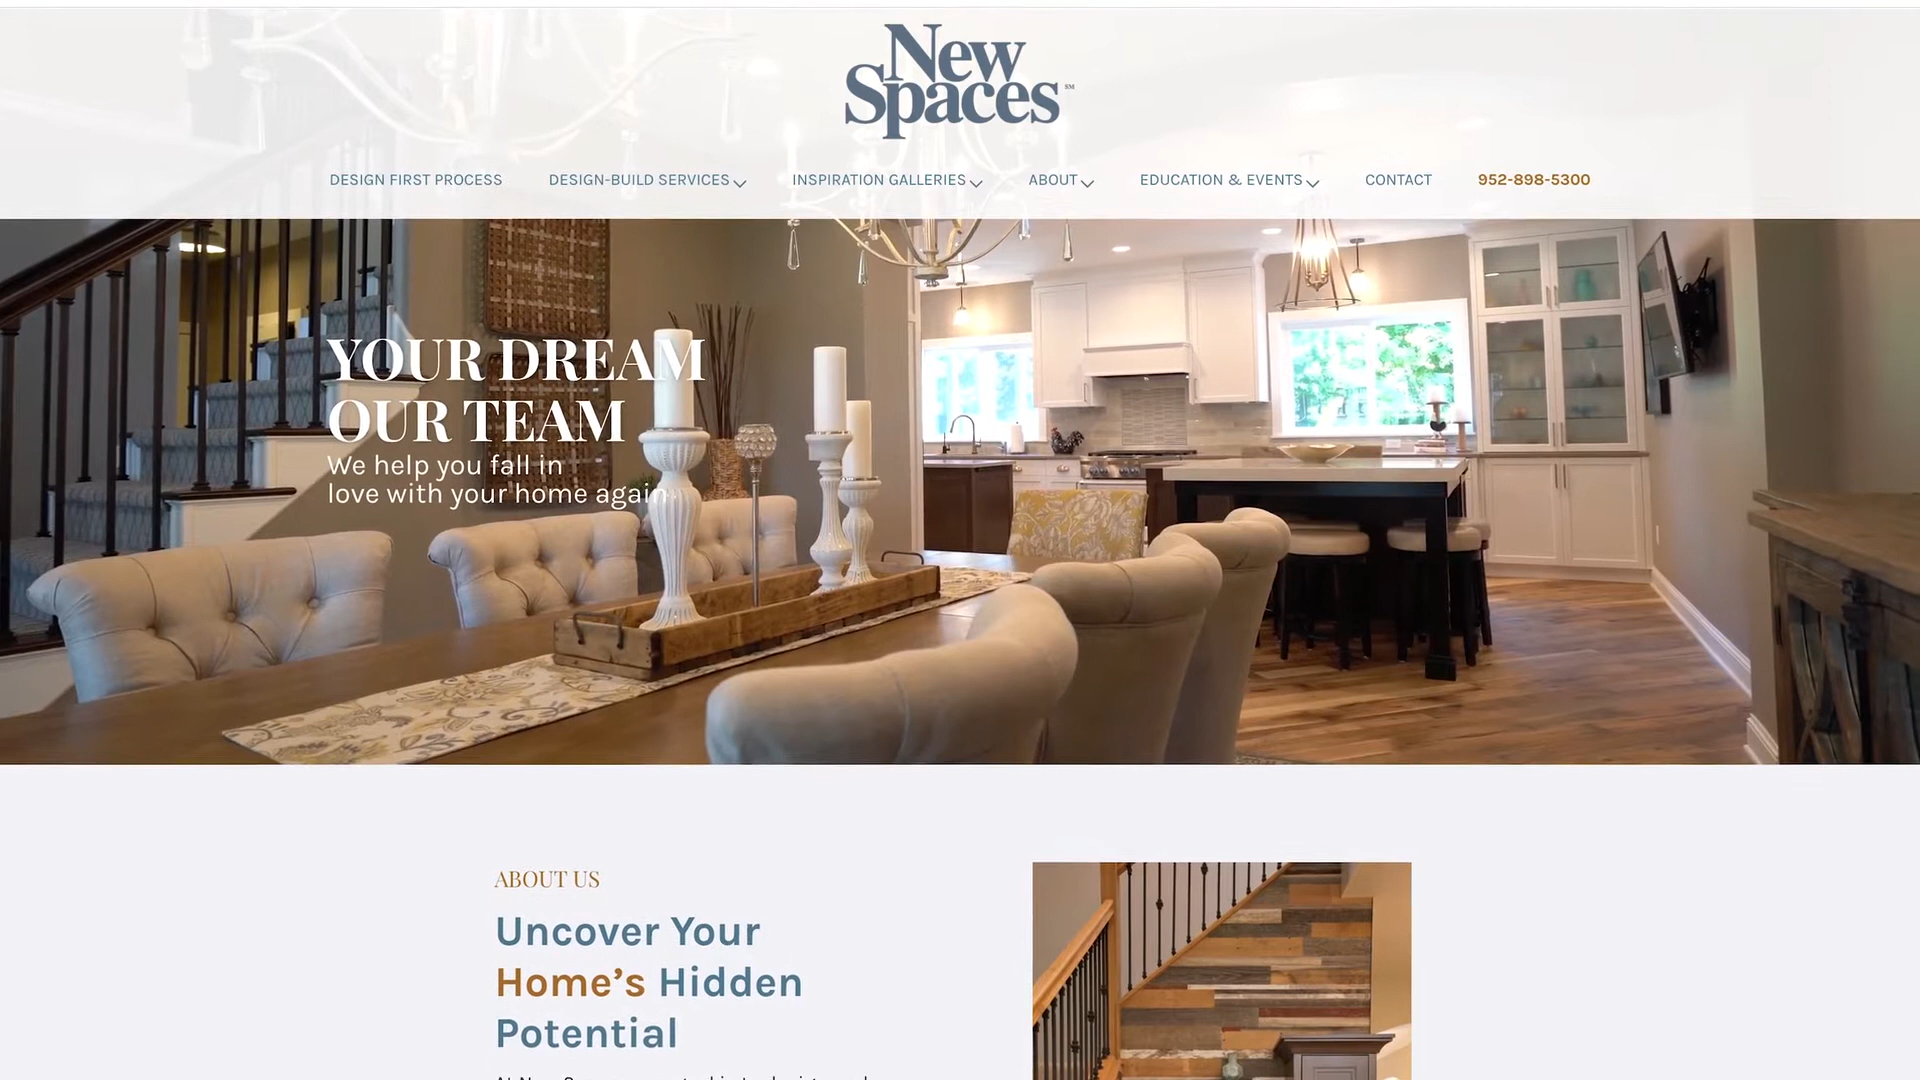 New
Spaces SM
DESIGN FIRST PROCESS DESIGN-BUILD SERVICES INSPIRATION GALLERIES ABOUT EDUCATION & EVENTS CONTACT 952-898-5300
YOUR DREAM
OUR TEAM
We help you fall in
love with your home again
ABOUT US
Uncover Your
Home’s Hidden
Potential